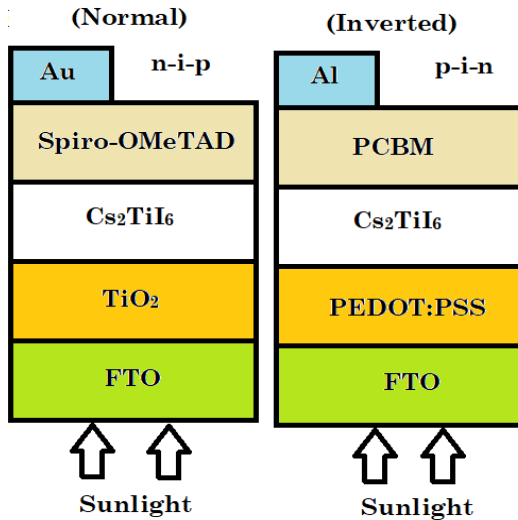 (Normal)
Au
n-i-p
Spiro-OMeTAD
Cs₂TiI₆
TiO₂
FTO
Sunlight
(Inverted)
Al
p-i-n
PCBM
Cs₂TiI₆
PEDOT:PSS
FTO
Sunlight